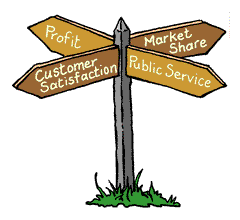 Profit
Market
Share
Customer
Satisfaction
Public Service